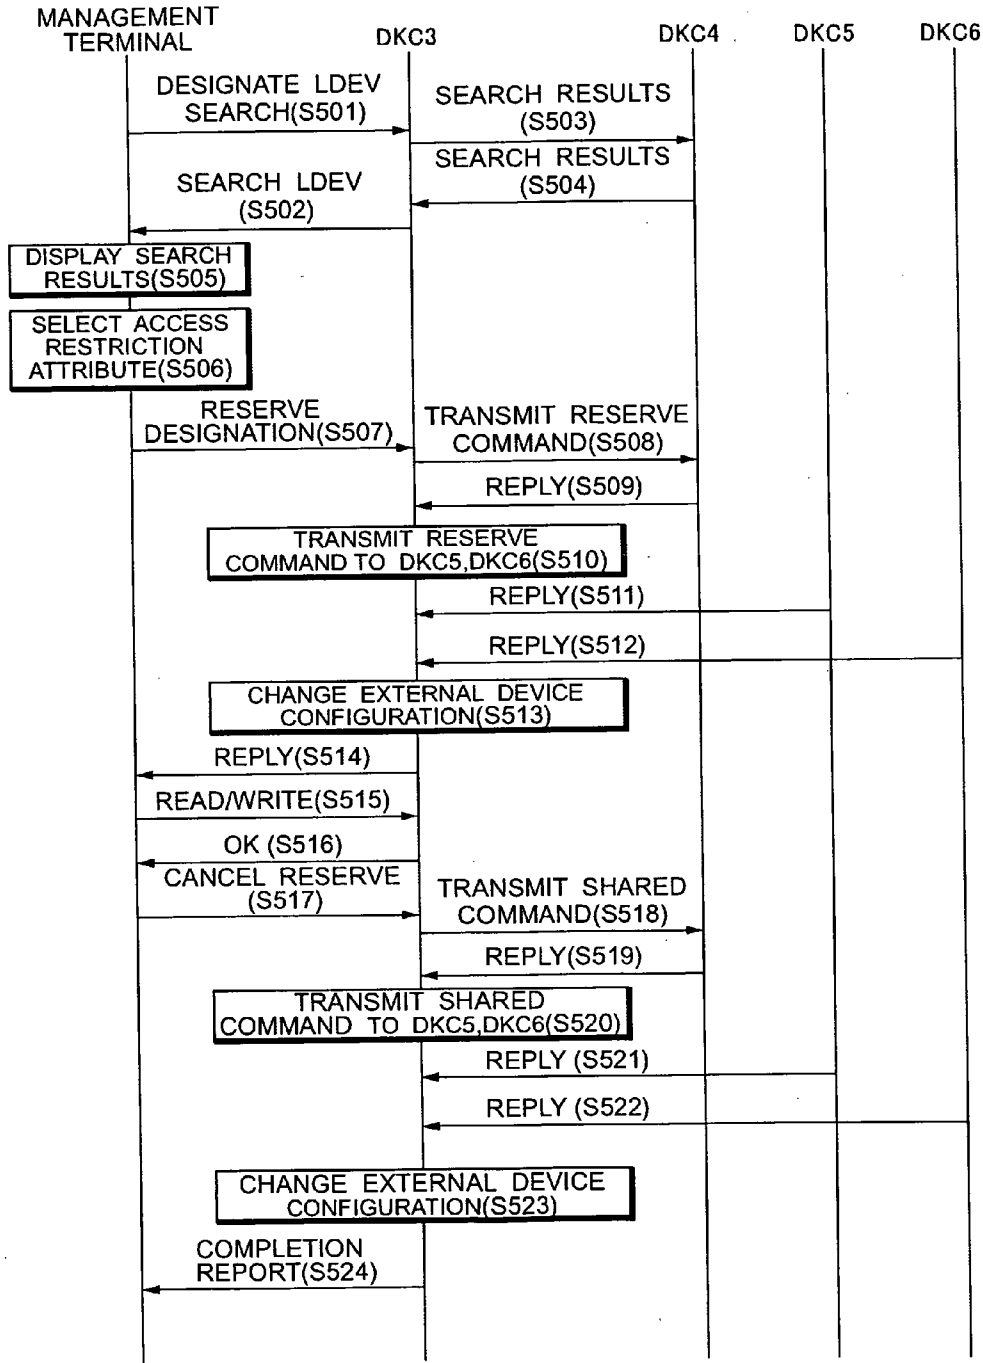 MANAGEMENT
TERMINAL
DKC3
DKC4
DKC5
DKC6
DESIGNATE LDEV
SEARCH(S501)
SEARCH RESULTS
(S503)
SEARCH RESULTS
(S504)
SEARCH LDEV
(S502)
DISPLAY SEARCH
RESULTS(S505)
SELECT ACCESS
RESTRICTION
ATTRIBUTE(S506)
RESERVE
DESIGNATION(S507)
TRANSMIT RESERVE
COMMAND(S508)
REPLY(S509)
TRANSMIT RESERVE
COMMAND TO DKC5,DKC6(S510)
REPLY(S511)
REPLY(S512)
CHANGE EXTERNAL DEVICE
CONFIGURATION(S513)
REPLY(S514)
READ/WRITE(S515)
OK (S516)
CANCEL RESERVE
(S517)
TRANSMIT SHARED
COMMAND(S518)
REPLY(S519)
TRANSMIT SHARED
COMMAND TO DKC5,DKC6(S520)
REPLY (S521)
REPLY (S522)
CHANGE EXTERNAL DEVICE
CONFIGURATION(S523)
COMPLETION
REPORT(S524)